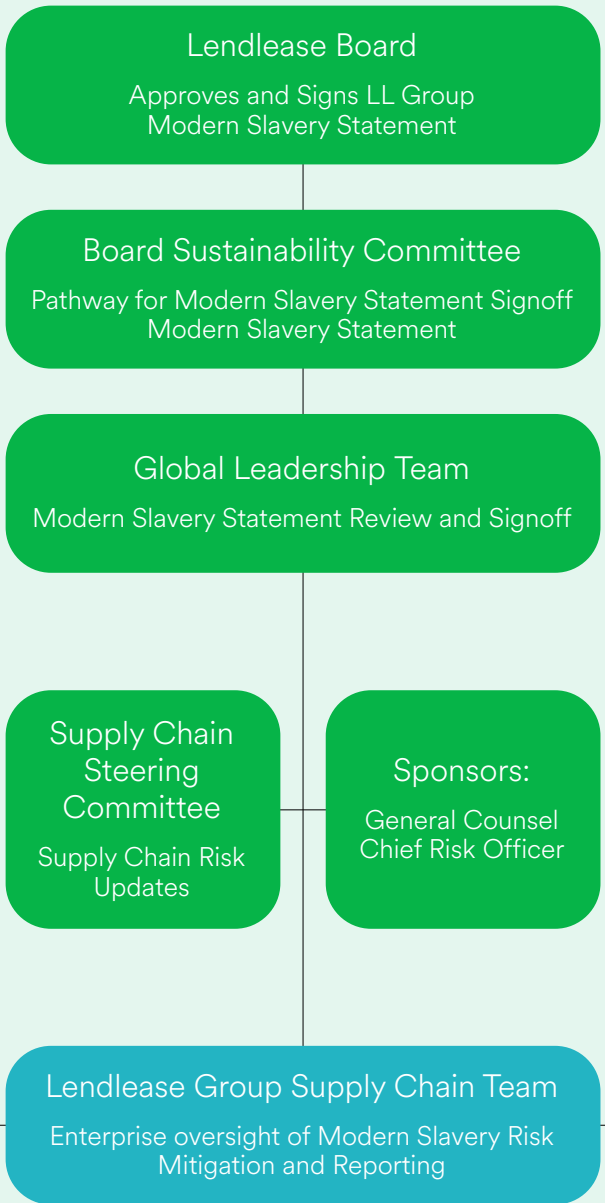 Lendlease Board
Approves and Signs LL Group
Modern Slavery Statement
Board Sustainability Committee
Pathway for Modern Slavery Statement Signoff
Modern Slavery Statement
Global Leadership Team
Modern Slavery Statement Review and Signoff
Supply Chain
Steering
Committee
Supply Chain Risk
Updates
Sponsors:
General Counsel
Chief Risk Officer
Lendlease Group Supply Chain Team
Enterprise oversight of Modern Slavery Risk
Mitigation and Reporting